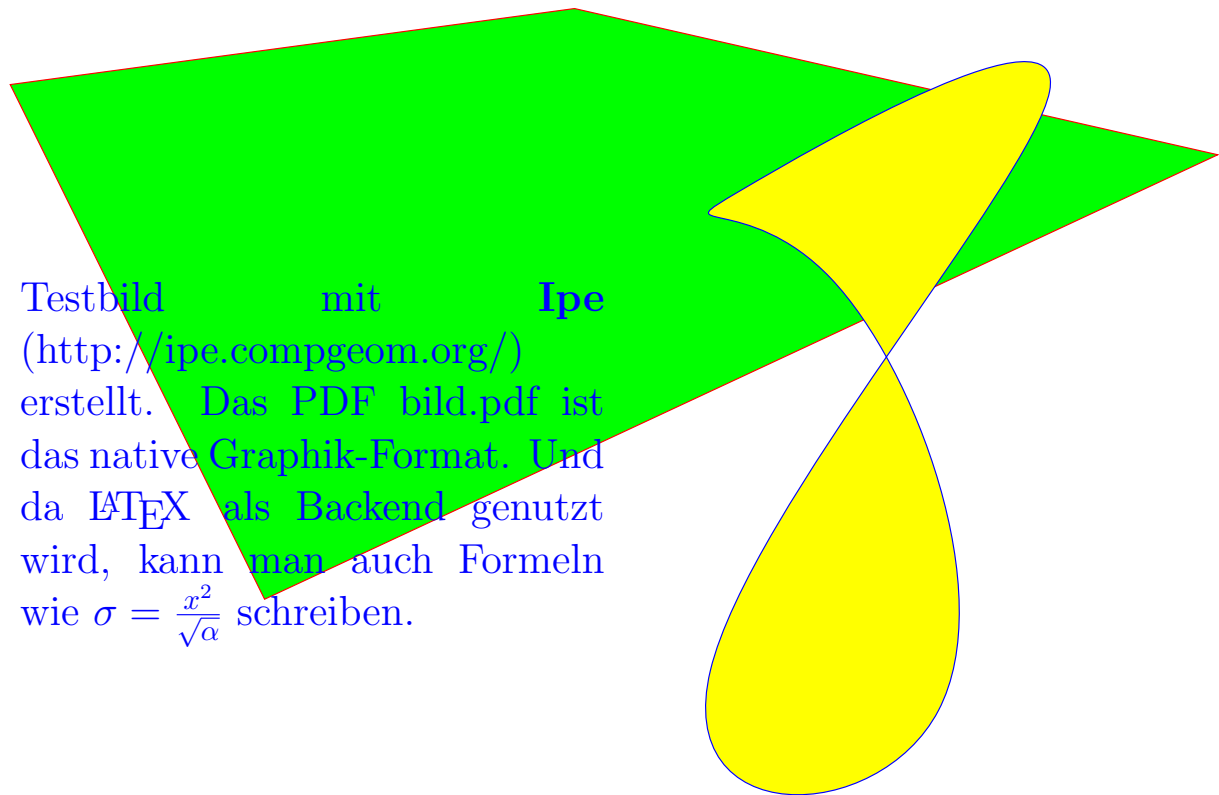 Testbild mit Ipe
(http://ipe.compgeom.org/)
erstellt. Das PDF bild.pdf ist
das native Graphik-Format. Und
da LATEX als Backend genutzt
wird, kann man auch Formeln
wie σ = x²/√α schreiben.